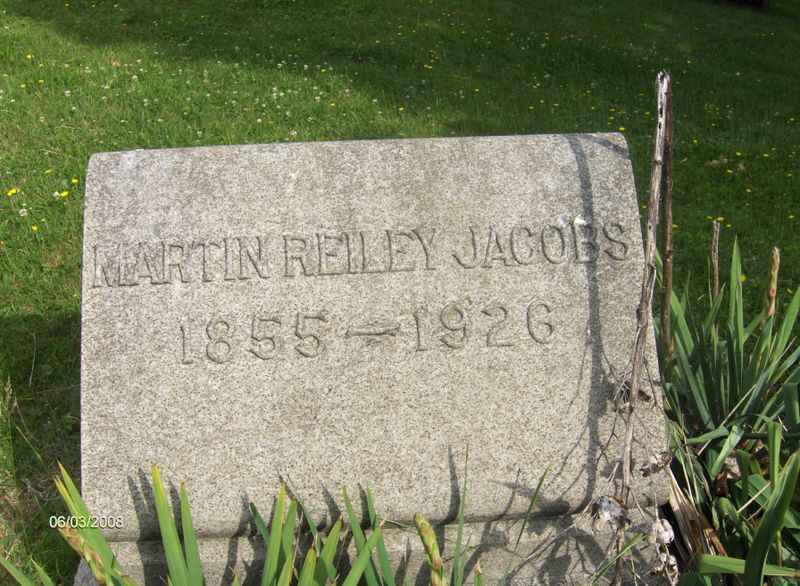 MARTIN REILEY JACOBS
1855—1926
06/03/2008